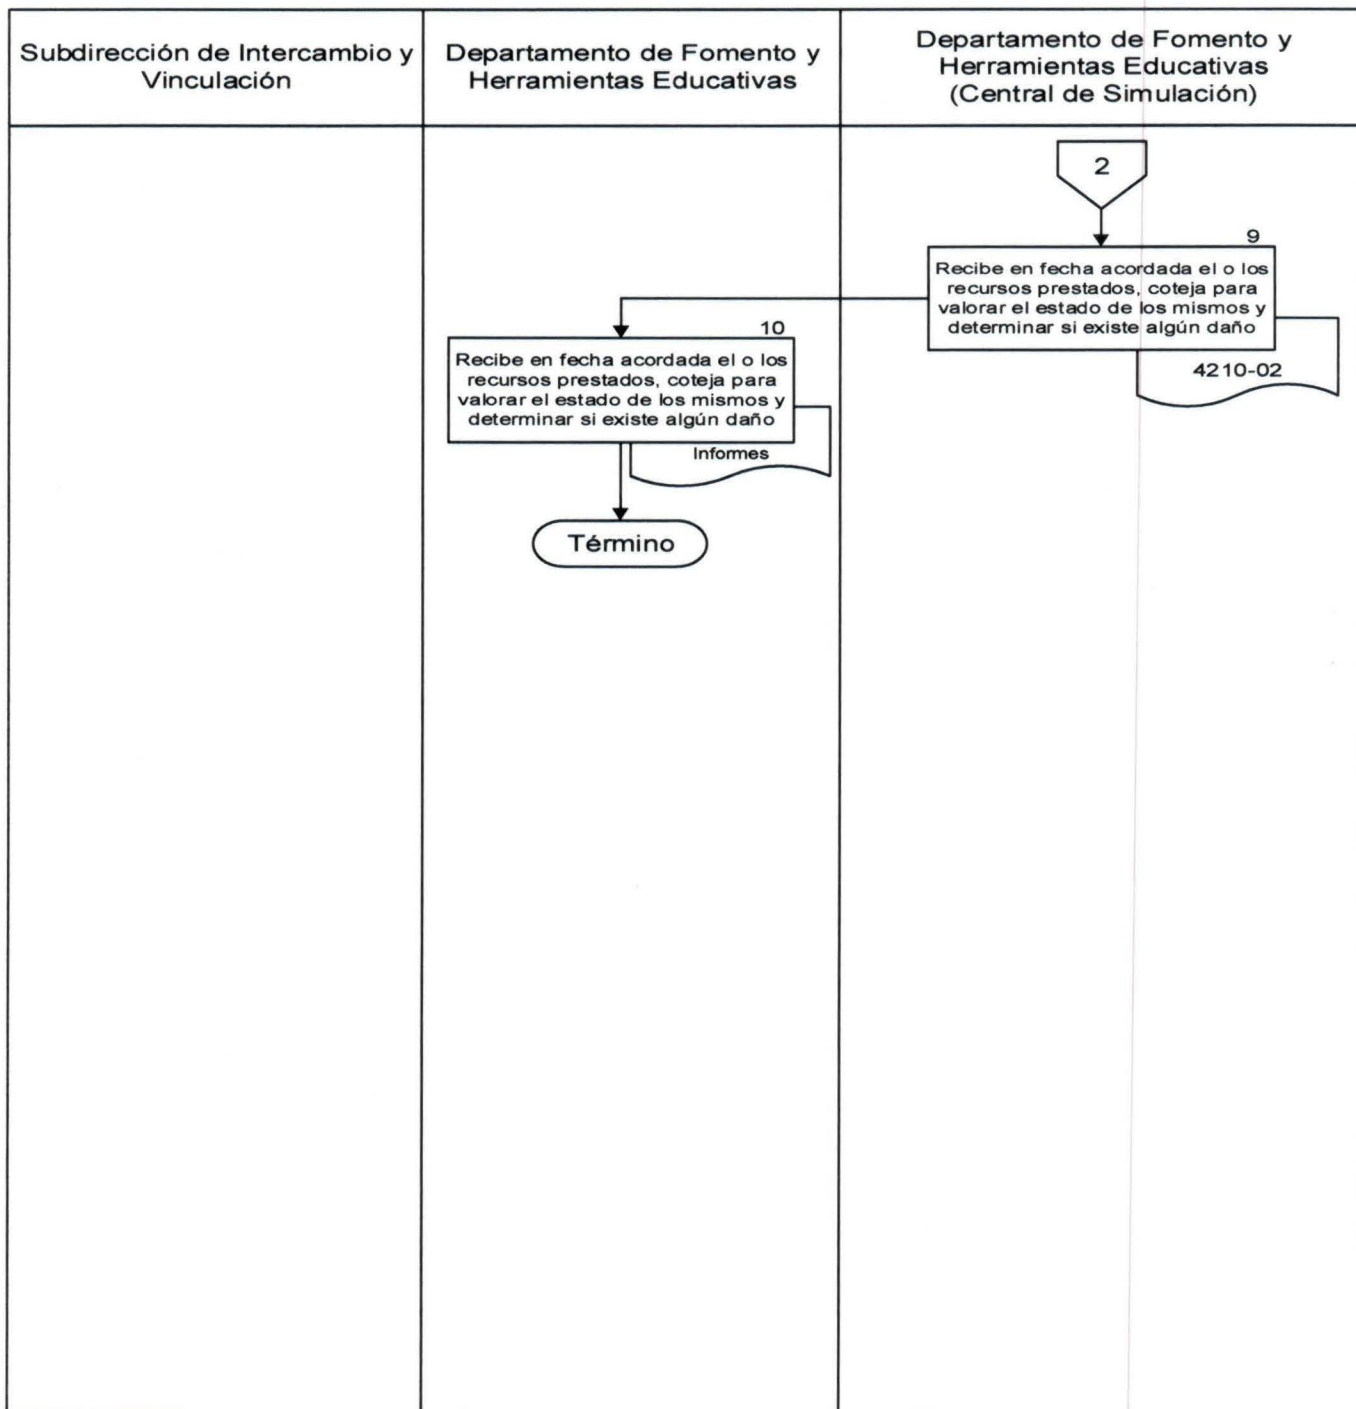 Subdirección de Intercambio y
Vinculación
Departamento de Fomento y
Herramientas Educativas
Departamento de Fomento y
Herramientas Educativas
(Central de Simulación)
2
9
Recibe en fecha acordada el o los
recursos prestados, coteja para
valorar el estado de los mismos y
determinar si existe algún daño
4210-02
10
Recibe en fecha acordada el o los
recursos prestados, coteja para
valorar el estado de los mismos y
determinar si existe algún daño
Informes
Término